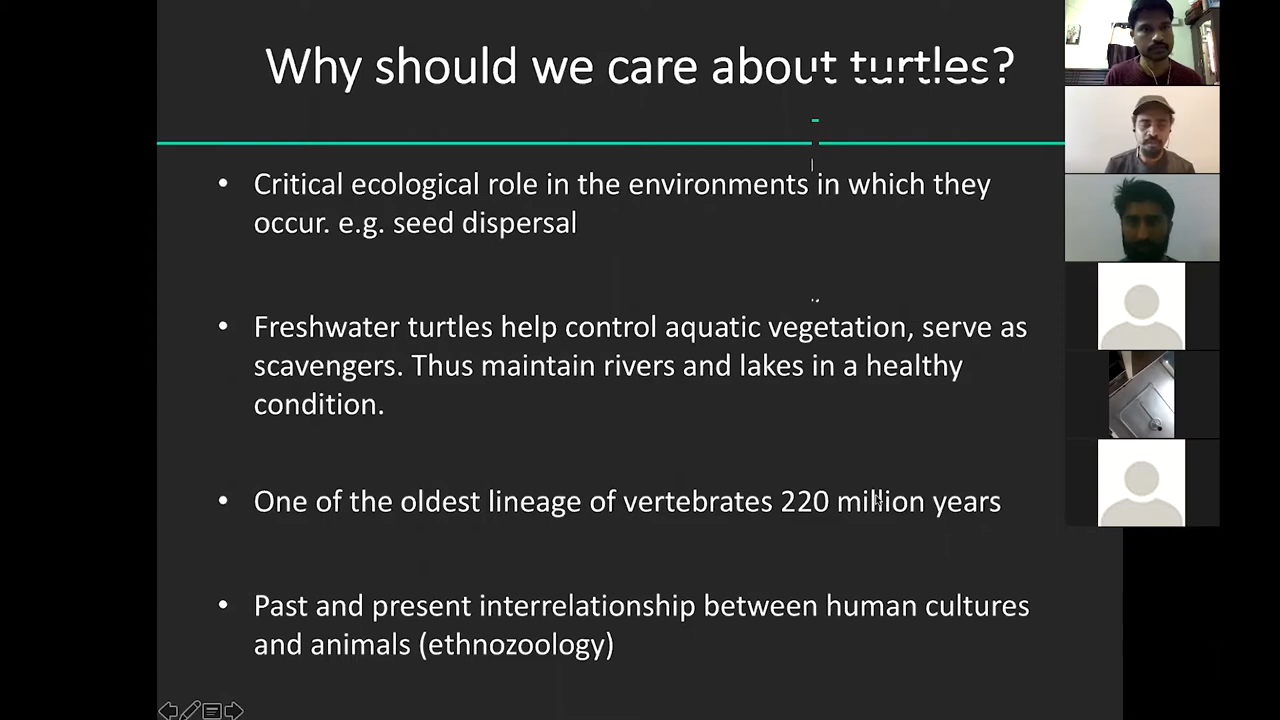 Why should we care about turtles?
• Critical ecological role in the environments in which they
occur. e.g. seed dispersal
• Freshwater turtles help control aquatic vegetation, serve as
scavengers. Thus maintain rivers and lakes in a healthy
condition.
• One of the oldest lineage of vertebrates 220 million years
• Past and present interrelationship between human cultures
and animals (ethnozoology)